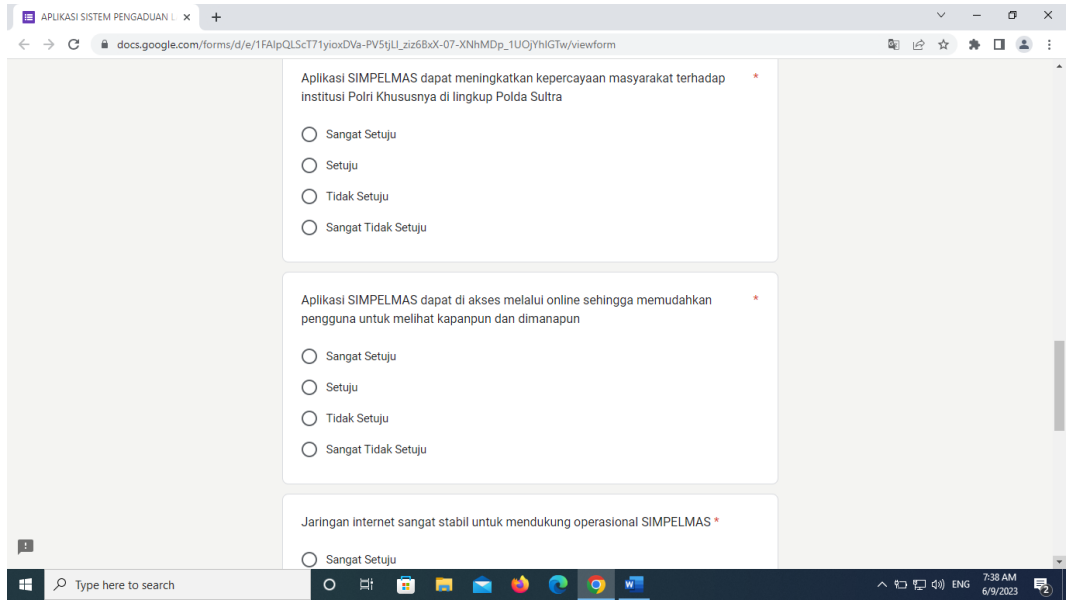 APLIKASI SISTEM PENGADUAN L
docs.google.com/forms/d/e/1FAIpQLScT71yioxDVa-PV5tjLI_ziz6BxX-07-XNhMDp_1UOjYhIGTw/viewform
Aplikasi SIMPELMAS dapat meningkatkan kepercayaan masyarakat terhadap *
institusi Polri Khususnya di lingkup Polda Sultra
Sangat Setuju
Setuju
Tidak Setuju
Sangat Tidak Setuju
Aplikasi SIMPELMAS dapat di akses melalui online sehingga memudahkan *
pengguna untuk melihat kapanpun dan dimanapun
Sangat Setuju
Setuju
Tidak Setuju
Sangat Tidak Setuju
Jaringan internet sangat stabil untuk mendukung operasional SIMPELMAS *
Sangat Setuju
Type here to search
ENG
7:38 AM
6/9/2023
2